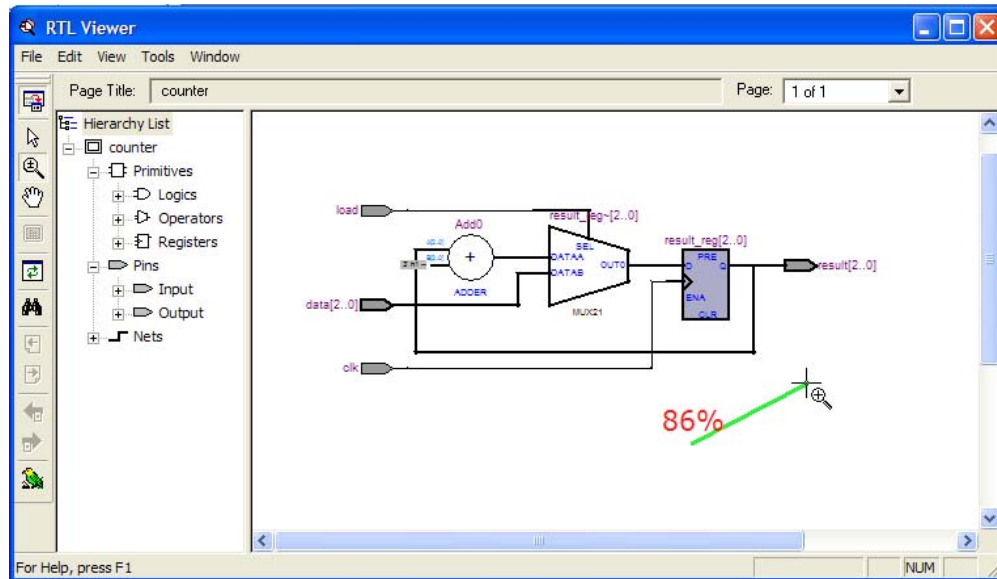 RTL Viewer
File Edit View Tools Window
Page Title: counter Page: 1 of 1
Hierarchy List
counter
Primitives
Logics
Operators
Registers
Pins
Input
Output
Nets
load
Add0
result_reg~[2..0]
result_reg[2..0]
+
SEL
DATAA
DATAB
OUT0
ADDER
MUX21
PRE
D Q
ENA
CLR
result[2..0]
data[2..0]
clk
86%
For Help, press F1 NUM